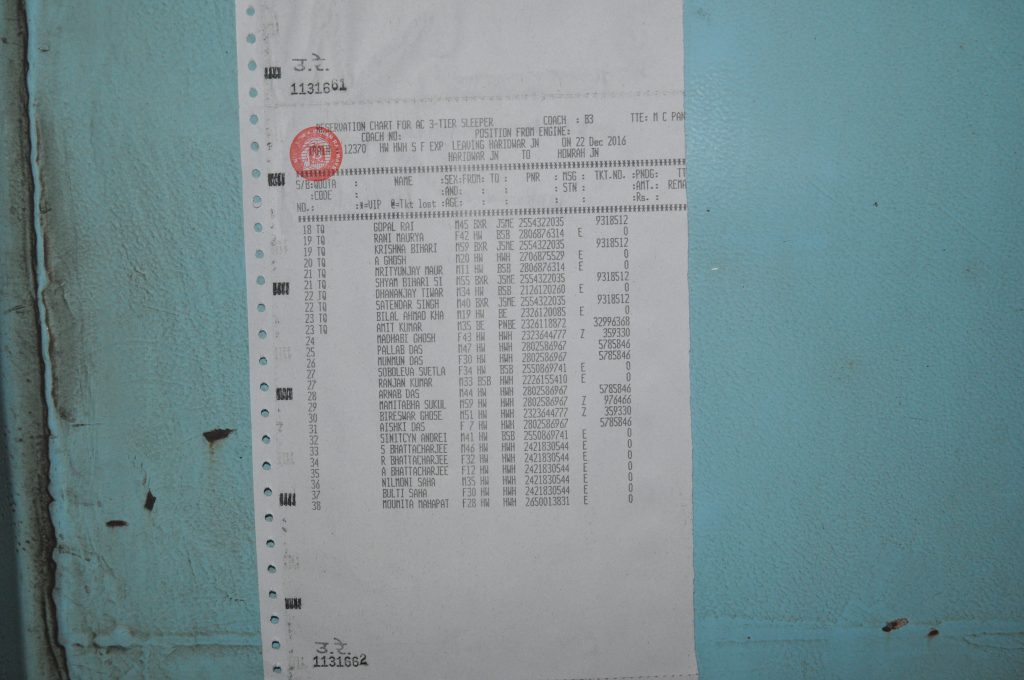 उ.रे.
1131661
RESERVATION CHART FOR AC 3-TIER SLEEPER COACH : B3 TTE: M C PAN
COACH NO: POSITION FROM ENGINE:
12370 HW HWH S F EXP LEAVING HARIDWAR JN ON 22 Dec 2016
HARIDWAR JN TO HOWRAH JN
S/B:QUOTA : NAME :SEX:FROM: TO : PNR : MSG : TKT.NO. :PNDG: TT
:CODE : :AND: : : : STN : :AMT.: REMA
NO.: :*=VIP @=Tkt lost :AGE: : : : : :Rs. :
18 TQ GOPAL RAI M45 BXR JSME 2554322035 9318512
19 TQ RANI MAURYA F42 HW BSB 2806876314 E 0
19 TQ KRISHNA BIHARI M59 BXR JSME 2554322035 9318512
20 TQ A GHOSH M20 HW HWH 2706875529 E 0
21 TQ MRITYUNJAY MAUR M11 HW BSB 2806876314 E 0
21 TQ SHYAM BIHARI SI M55 BXR JSME 2554322035 9318512
22 TQ DHANANJAY TIWAR M34 HW BSB 2126120260 E 0
22 TQ SATENDAR SINGH M40 BXR JSME 2554322035 9318512
23 TQ BILAL AHMAD KHA M19 HW BE 2326120085 E 0
23 TQ AMIT KUMAR M35 BE PNBE 2326118872 32996368
24 MADHABI GHOSH F43 HW HWH 2323644777 Z 359330
25 PALLAB DAS M47 HW HWH 2802586967 5785846
26 MUNMUN DAS F30 HW HWH 2802586967 5785846
27 SOBOLEVA SVETLA F34 HW BSB 2550869741 E 0
27 RANJAN KUMAR M33 BSB HWH 2226155410 E 0
28 ARNAB DAS M44 HW HWH 2802586967 5785846
29 MAMITABHA SUKUL M59 HW HWH 2802586967 Z 976466
30 BIRESWAR GHOSE M51 HW HWH 2323644777 Z 359330
31 AISHKI DAS F 7 HW HWH 2802586967 5785846
32 SINITCYN ANDREI M41 HW BSB 2550869741 E 0
33 S BHATTACHARJEE M46 HW HWH 2421830544 E 0
34 R BHATTACHARJEE F32 HW HWH 2421830544 E 0
35 A BHATTACHARJEE F12 HW HWH 2421830544 E 0
36 NILMONI SAHA M35 HW HWH 2421830544 E 0
37 BULTI SAHA F30 HW HWH 2421830544 E 0
38 MOUMITA MAHAPAT F28 HW HWH 2650013831 E 0
उ.रे.
1131662